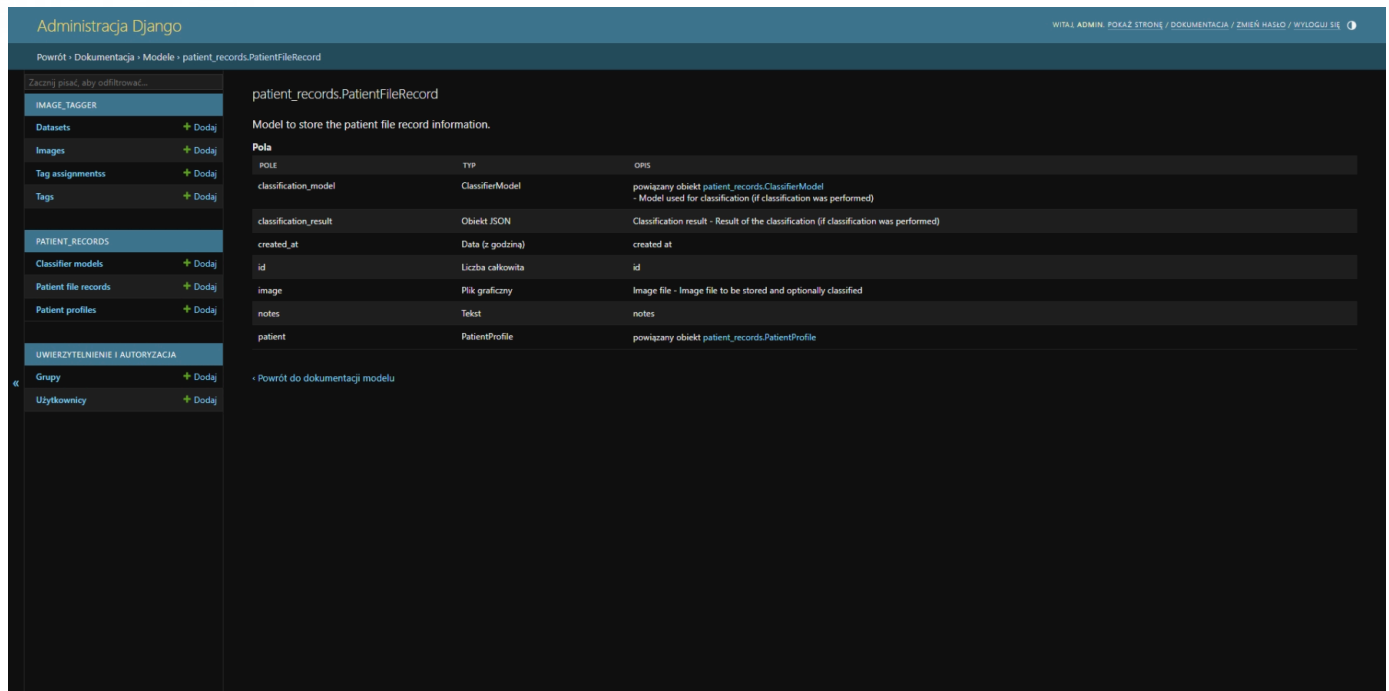 Administracja Django
WITAJ, ADMIN. POKAŻ STRONĘ / DOKUMENTACJA / ZMIEŃ HASŁO / WYLOGUJ SIĘ
Powrót › Dokumentacja › Modele › patient_records.PatientFileRecord
Zacznij pisać, aby odfiltrować...
IMAGE_TAGGER
Datasets + Dodaj
Images + Dodaj
Tag assignmentss + Dodaj
Tags + Dodaj
PATIENT_RECORDS
Classifier models + Dodaj
Patient file records + Dodaj
Patient profiles + Dodaj
UWIERZYTELNIENIE I AUTORYZACJA
Grupy + Dodaj
Użytkownicy + Dodaj
«
patient_records.PatientFileRecord
Model to store the patient file record information.
Pola
POLE TYP OPIS
classification_model ClassifierModel powiązany obiekt patient_records.ClassifierModel
- Model used for classification (if classification was performed)
classification_result Obiekt JSON Classification result - Result of the classification (if classification was performed)
created_at Data (z godziną) created at
id Liczba całkowita id
image Plik graficzny Image file - Image file to be stored and optionally classified
notes Tekst notes
patient PatientProfile powiązany obiekt patient_records.PatientProfile
‹ Powrót do dokumentacji modelu